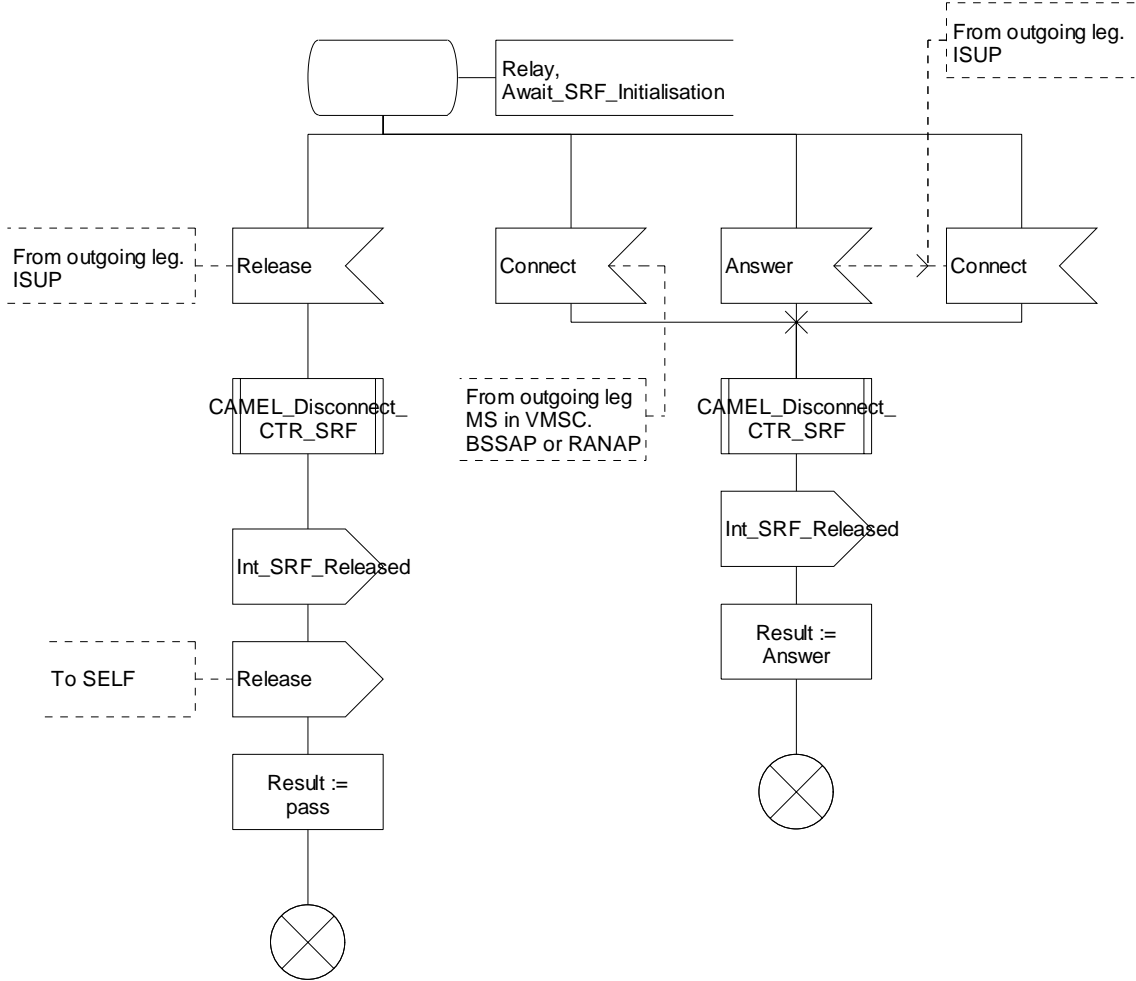 From outgoing leg.
ISUP
Relay,
Await_SRF_Initialisation
From outgoing leg.
ISUP
Release
Connect
Answer
Connect
CAMEL_Disconnect_
CTR_SRF
From outgoing leg
MS in VMSC.
BSSAP or RANAP
CAMEL_Disconnect_
CTR_SRF
Int_SRF_Released
Int_SRF_Released
Result :=
Answer
To SELF
Release
Result :=
pass